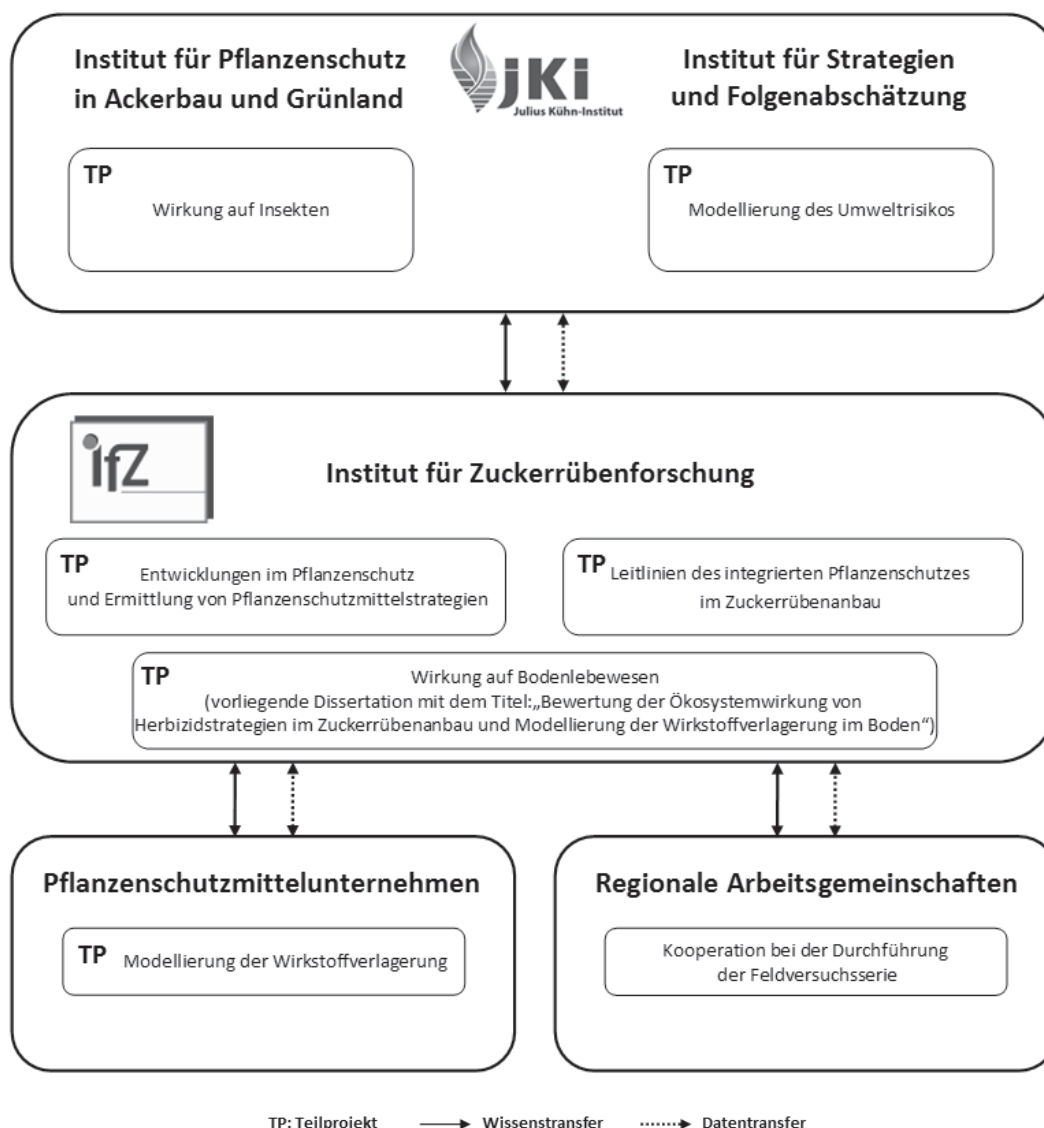 Institut für Pflanzenschutz
in Ackerbau und Grünland
JKI
Julius Kühn-Institut
Institut für Strategien
und Folgenabschätzung
TP
Wirkung auf Insekten
TP
Modellierung des Umweltrisikos
ifZ
Institut für Zuckerrübenforschung
TP
Entwicklungen im Pflanzenschutz
und Ermittlung von Pflanzenschutzmittelstrategien
TP
Leitlinien des integrierten Pflanzenschutzes
im Zuckerrübenanbau
TP
Wirkung auf Bodenlebewesen
(vorliegende Dissertation mit dem Titel:„Bewertung der Ökosystemwirkung von
Herbizidstrategien im Zuckerrübenanbau und Modellierung der Wirkstoffverlagerung im Boden“)
Pflanzenschutzmittelunternehmen
TP
Modellierung der Wirkstoffverlagerung
Regionale Arbeitsgemeinschaften
Kooperation bei der Durchführung
der Feldversuchsserie
TP: Teilprojekt
Wissenstransfer
Datentransfer